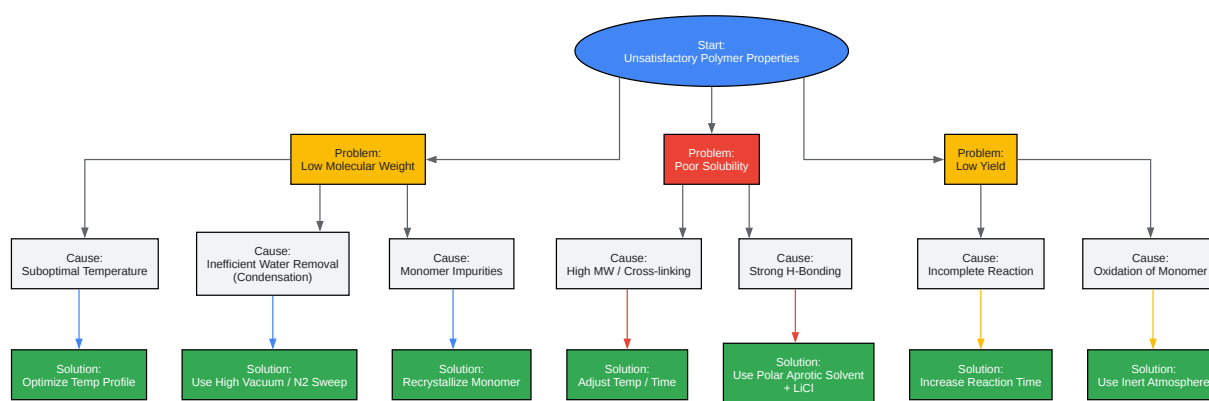 Start:
Unsatisfactory Polymer Properties
Problem:
Low Molecular Weight
Problem:
Poor Solubility
Problem:
Low Yield
Cause:
Suboptimal Temperature
Cause:
Inefficient Water Removal
(Condensation)
Cause:
Monomer Impurities
Cause:
High MW / Cross-linking
Cause:
Strong H-Bonding
Cause:
Incomplete Reaction
Cause:
Oxidation of Monomer
Solution:
Optimize Temp Profile
Solution:
Use High Vacuum / N2 Sweep
Solution:
Recrystallize Monomer
Solution:
Adjust Temp / Time
Solution:
Use Polar Aprotic Solvent
+ LiCl
Solution:
Increase Reaction Time
Solution:
Use Inert Atmosphere